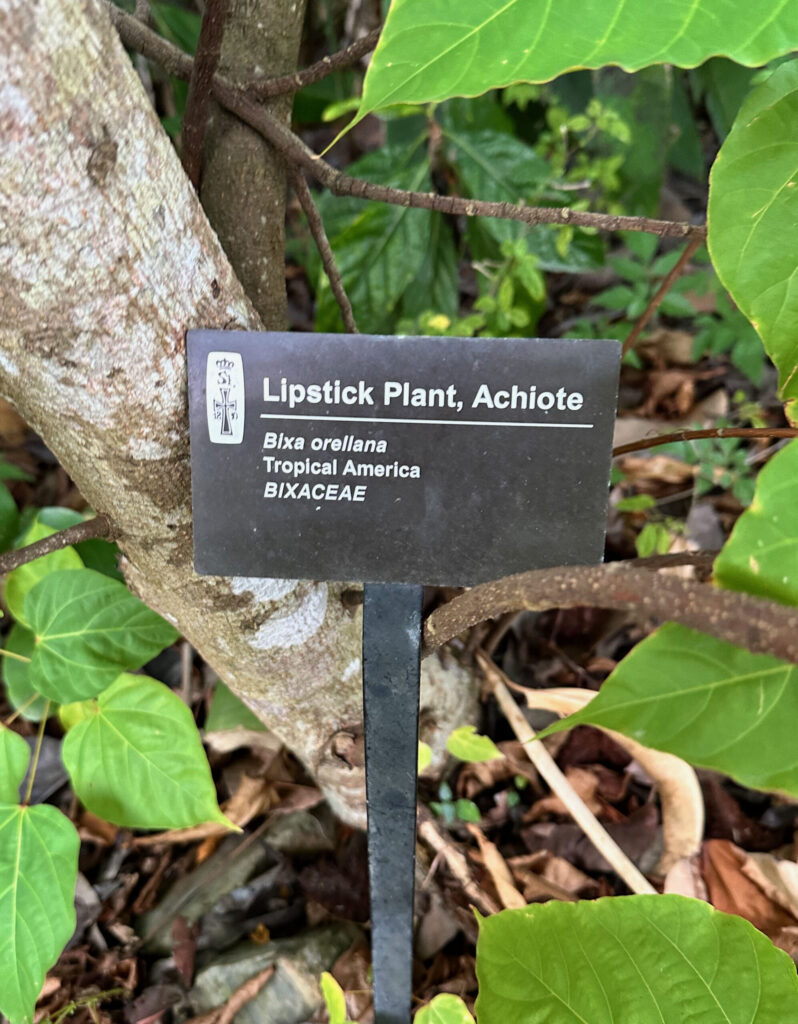 Lipstick Plant, Achiote
Bixa orellana
Tropical America
BIXACEAE